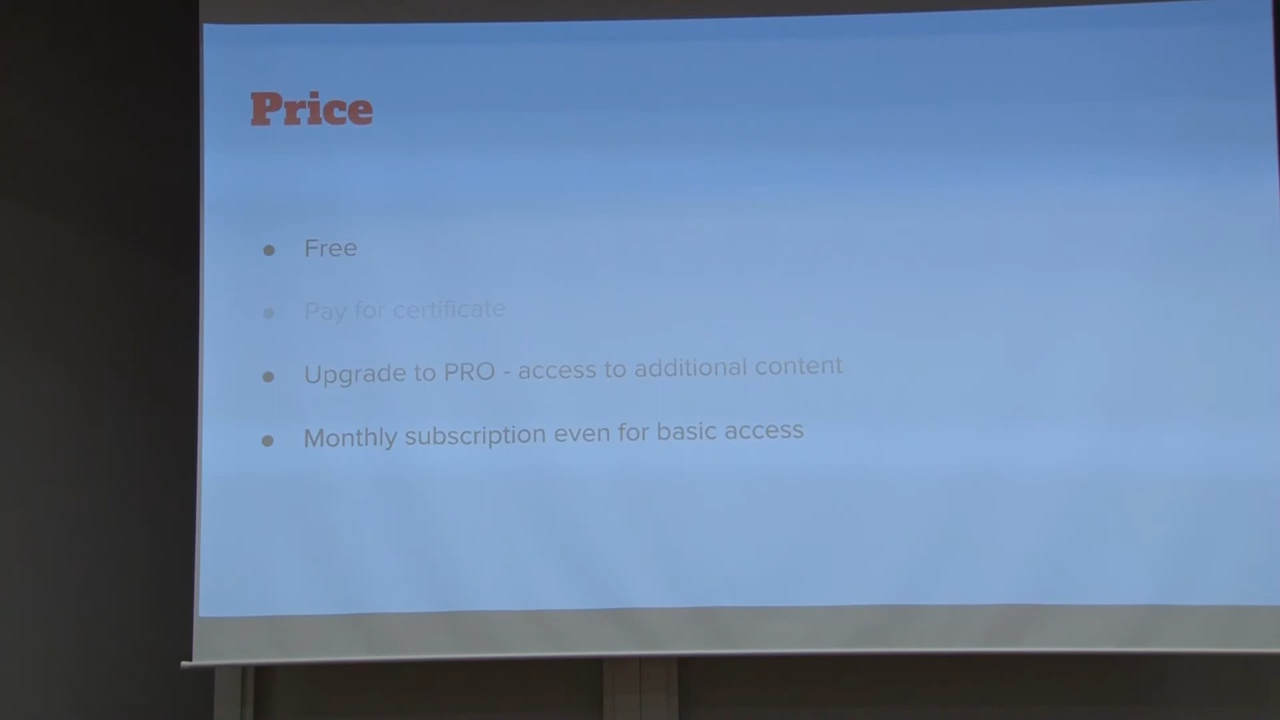 Price
● Free
● Pay for certificate
● Upgrade to PRO - access to additional content
● Monthly subscription even for basic access